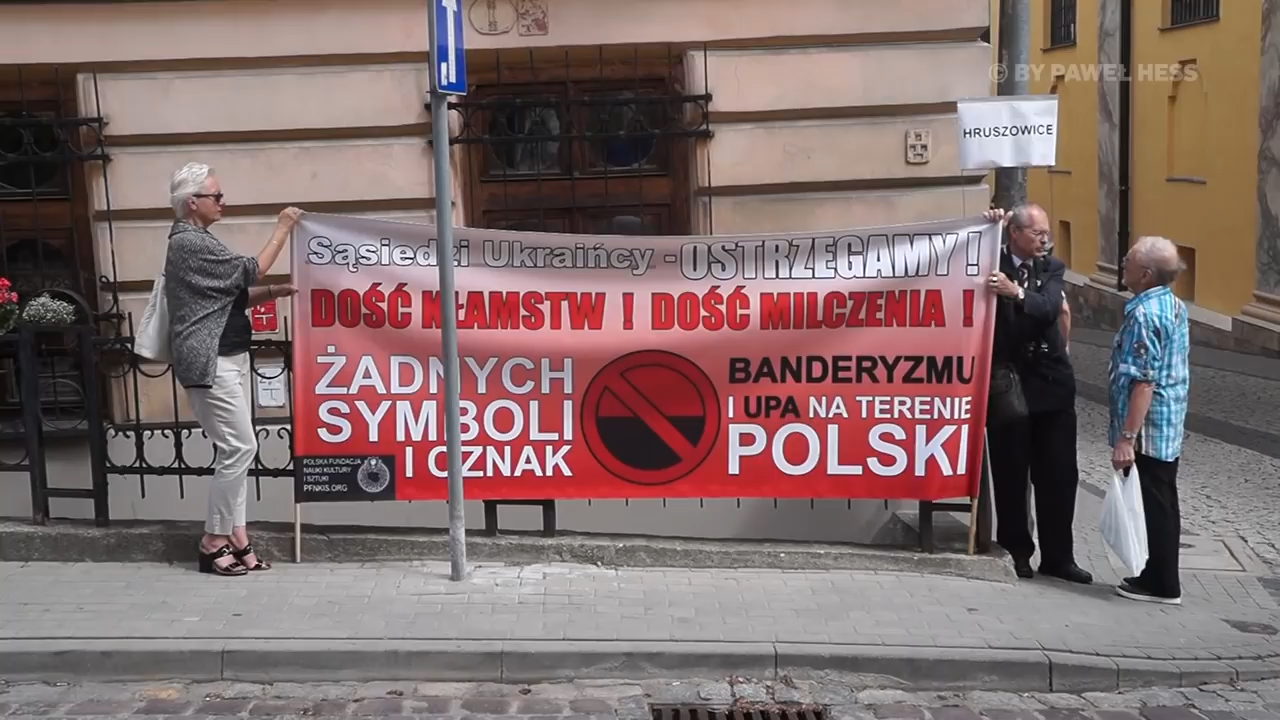 © BY PAWEŁ HESS
HRUSZOWICE
Sąsiedzi Ukraińcy - OSTRZEGAMY !
DOŚĆ KŁAMSTW ! DOŚĆ MILCZENIA !
ŻADNYCH
SYMBOLI
I OZNAK
BANDERYZMU
I UPA NA TERENIE
POLSKI
POLSKA FUNDACJA
NAUKI KULTURY
I SZTUKI
PFNKIS.ORG